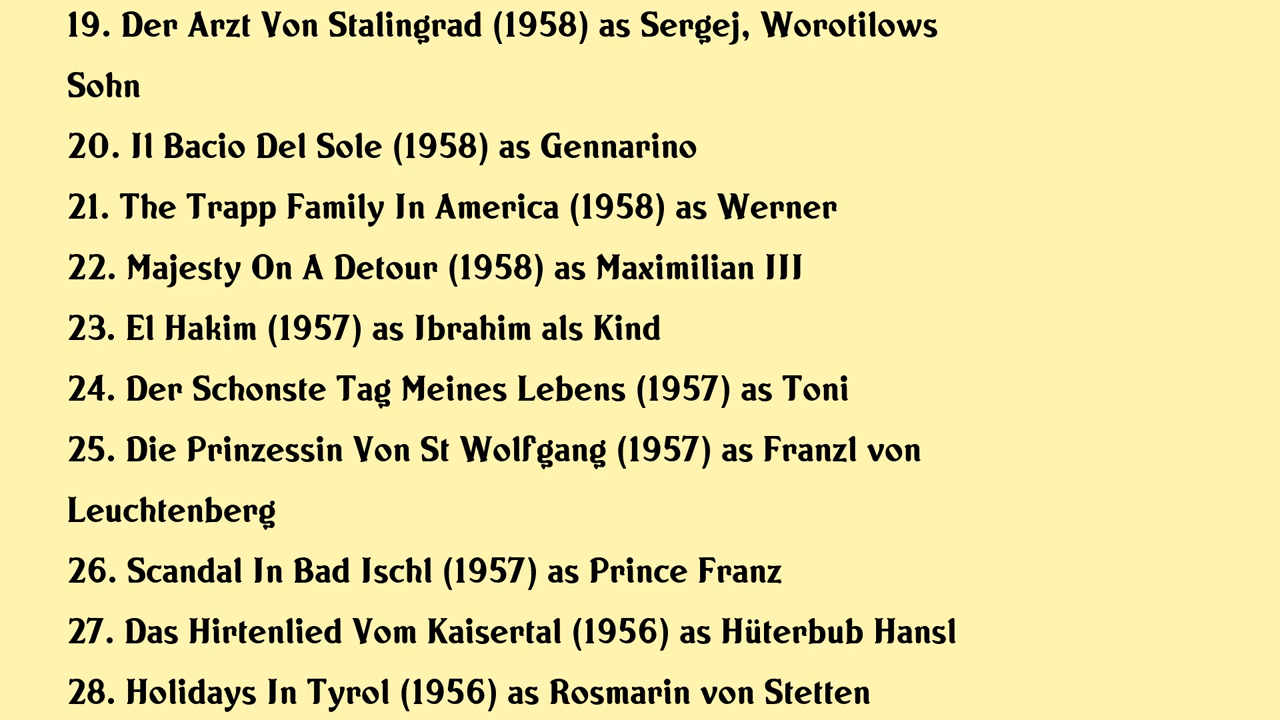 19. Der Arzt Von Stalingrad (1958) as Sergej, Worotilows
Sohn
20. Il Bacio Del Sole (1958) as Gennarino
21. The Trapp Family In America (1958) as Werner
22. Majesty On A Detour (1958) as Maximilian III
23. El Hakim (1957) as Ibrahim als Kind
24. Der Schonste Tag Meines Lebens (1957) as Toni
25. Die Prinzessin Von St Wolfgang (1957) as Franzl von
Leuchtenberg
26. Scandal In Bad Ischl (1957) as Prince Franz
27. Das Hirtenlied Vom Kaisertal (1956) as Hüterbub Hansl
28. Holidays In Tyrol (1956) as Rosmarin von Stetten